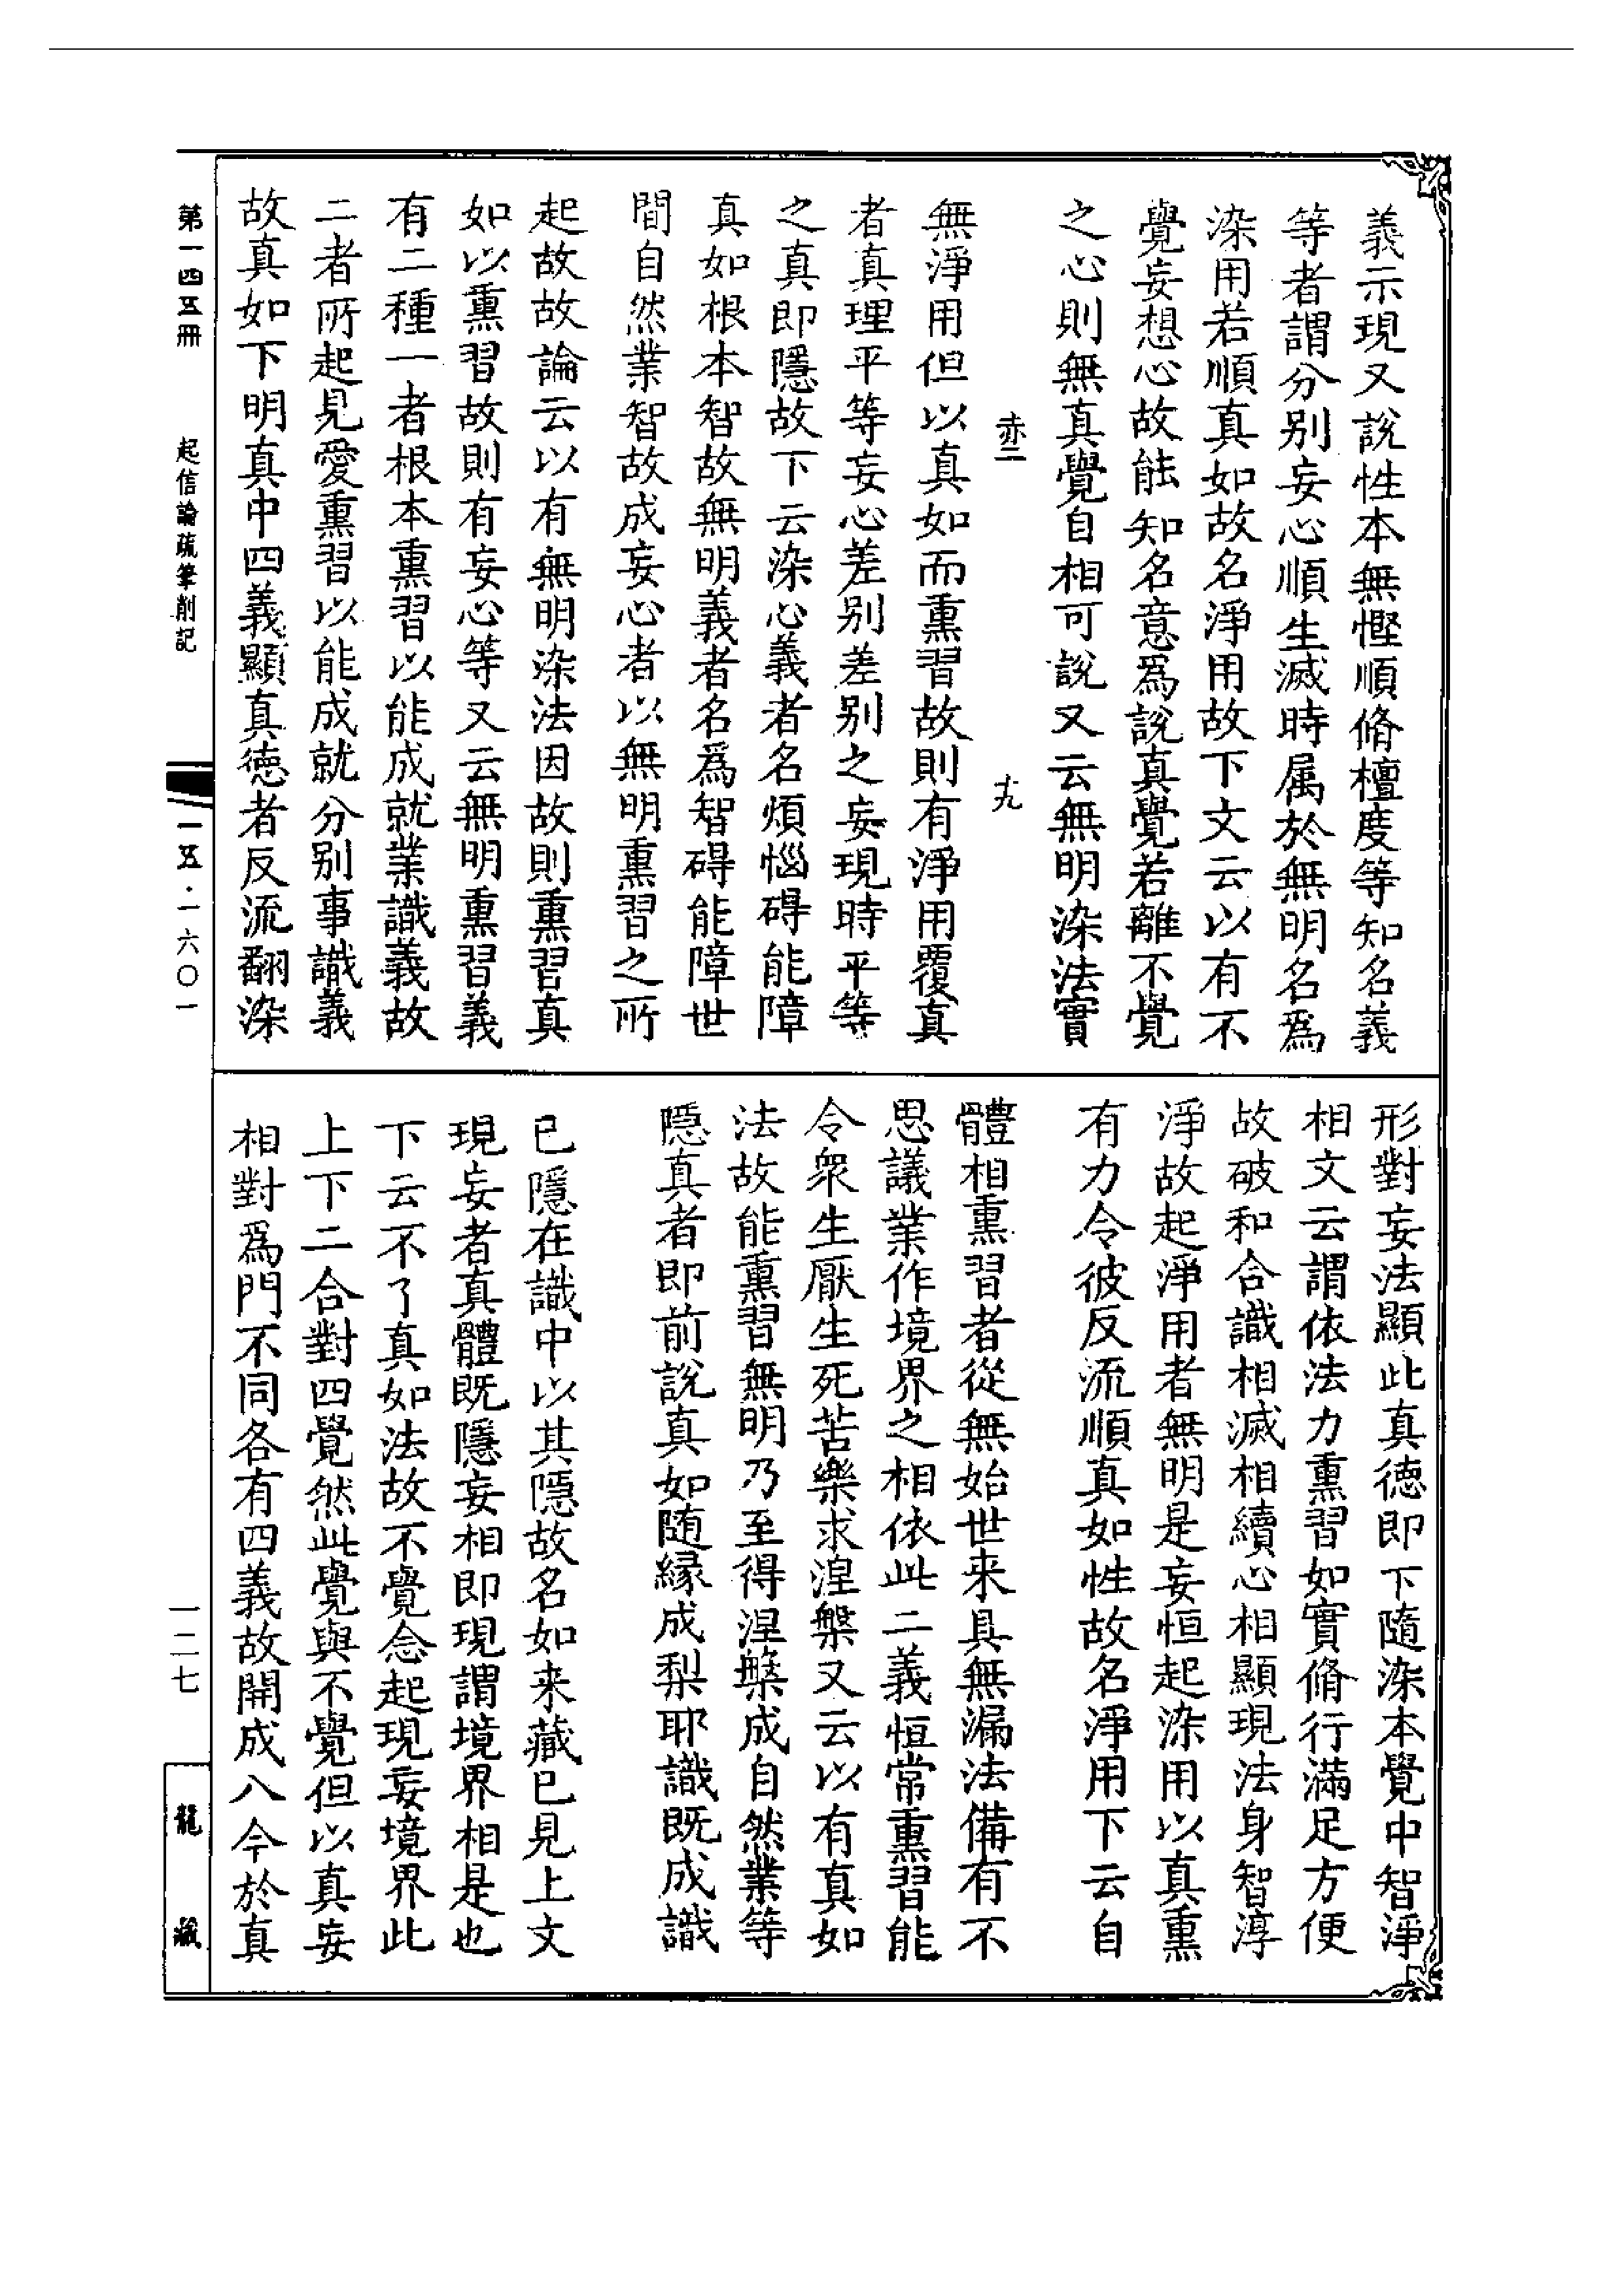 義示現又說性本無慳順脩檀度等知名義
等者謂分别妄心順生滅時属於無明名為
染用若順真如故名淨用故下文云以有不
覺妄想心故能知名意為說真覺若離不覺
之心則無真覺自相可說又云無明染法實
赤二
十九
無淨用但以真如而熏習故則有淨用覆真
者真理平等妄心差别差别之妄現時平等
之真即隱故下云染心義者名煩惱碍能障
真如根本智故無明義者名為智碍能障世
間自然業智故成妄心者以無明熏習之所
起故故論云以有無明染法因故則熏習真
如以熏習故則有妄心等又云無明熏習義
有二種一者根本熏習以能成就業識義故
二者所起見愛熏習以能成就分别事識義
故真如下明真中四義顯真徳者反流翻染
形對妄法顯此真徳即下隨染本覺中智淨
相文云謂依法力熏習如實脩行滿足方便
故破和合識相滅相續心相顯現法身智淳
淨故起淨用者無明是妄恒起染用以真熏
有力令彼反流順真如性故名淨用下云自
體相熏習者從無始世来具無漏法備有不
思議業作境界之相依此二義恒常熏習能
令衆生厭生死苦樂求涅槃又云以有真如
法故能熏習無明乃至得涅槃成自然業等
隱真者即前說真如随緣成梨耶識既成識
已隱在識中以其隱故名如来藏已見上文
現妄者真體既隱妄相即現謂境界相是也
下云不了真如法故不覺念起現妄境界此
上下二合對四覺然此覺與不覺但以真妄
相對為門不同各有四義故開成八今於真
第一四五冊
起信論疏筆削記
一五·一六〇一
一二七
龍藏